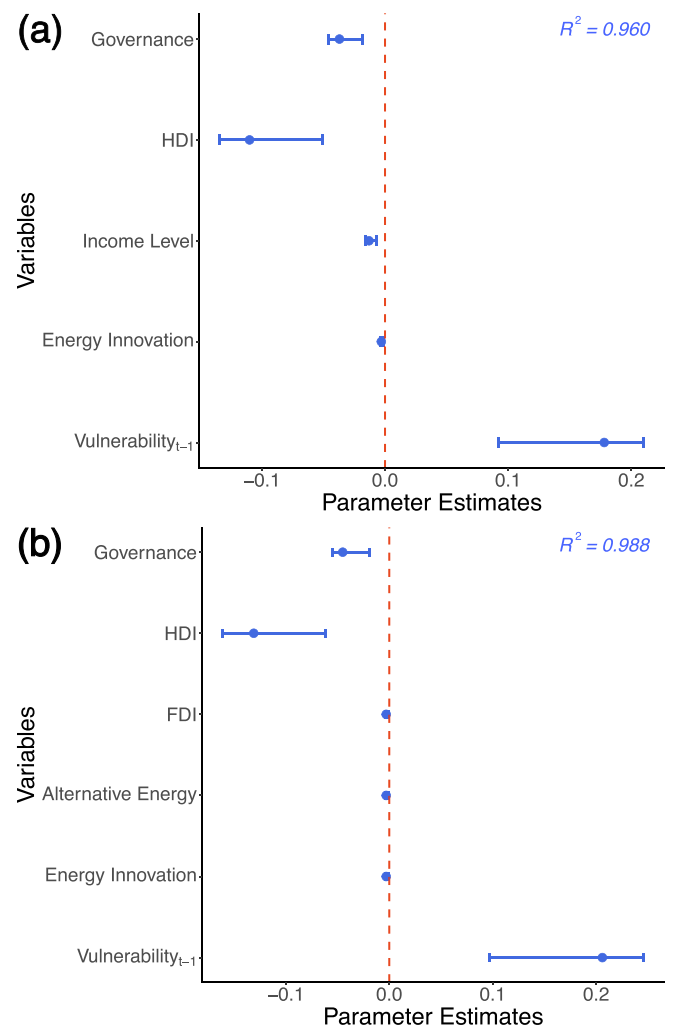 (a)
R² = 0.960
Governance
HDI
Income Level
Energy Innovation
Vulnerabilityₜ₋₁
Variables
−0.1 0.0 0.1 0.2
Parameter Estimates
(b)
R² = 0.988
Governance
HDI
FDI
Alternative Energy
Energy Innovation
Vulnerabilityₜ₋₁
Variables
−0.1 0.0 0.1 0.2
Parameter Estimates